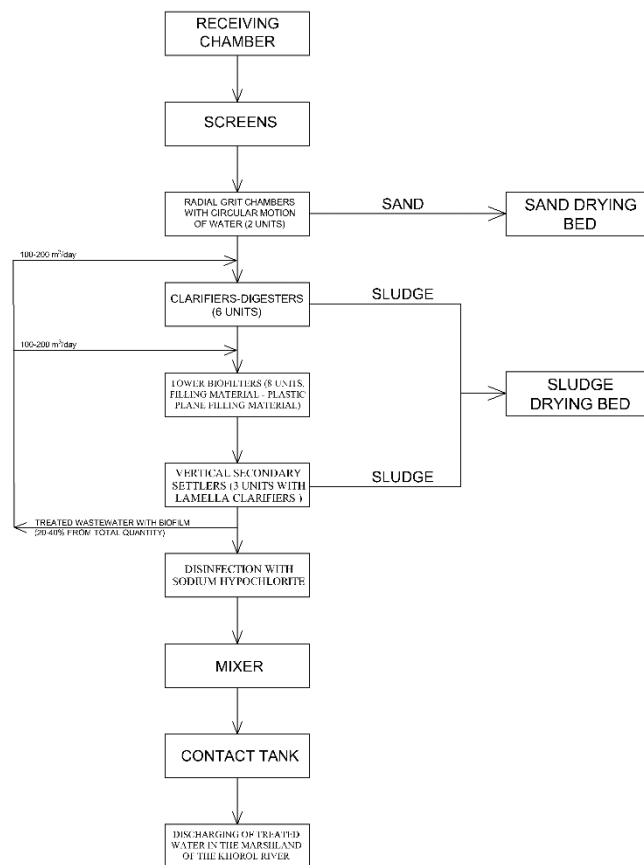 RECEIVING
CHAMBER
SCREENS
RADIAL GRIT CHAMBERS
WITH CIRCULAR MOTION
OF WATER (2 UNITS)
SAND
SAND DRYING
BED
100-200 m³/day
CLARIFIERS-DIGESTERS
(6 UNITS)
SLUDGE
100-200 m³/day
TOWER BIOFILTERS (8 UNITS,
FILLING MATERIAL - PLASTIC
PLANE FILLING MATERIAL)
SLUDGE
DRYING BED
VERTICAL SECONDARY
SETTLERS (3 UNITS WITH
LAMELLA CLARIFIERS )
SLUDGE
TREATED WASTEWATER WITH BIOFILM
(20-40% FROM TOTAL QUANTITY)
DISINFECTION WITH
SODIUM HYPOCHLORITE
MIXER
CONTACT TANK
DISCHARGING OF TREATED
WATER IN THE MARSHLAND
OF THE KHOROL RIVER